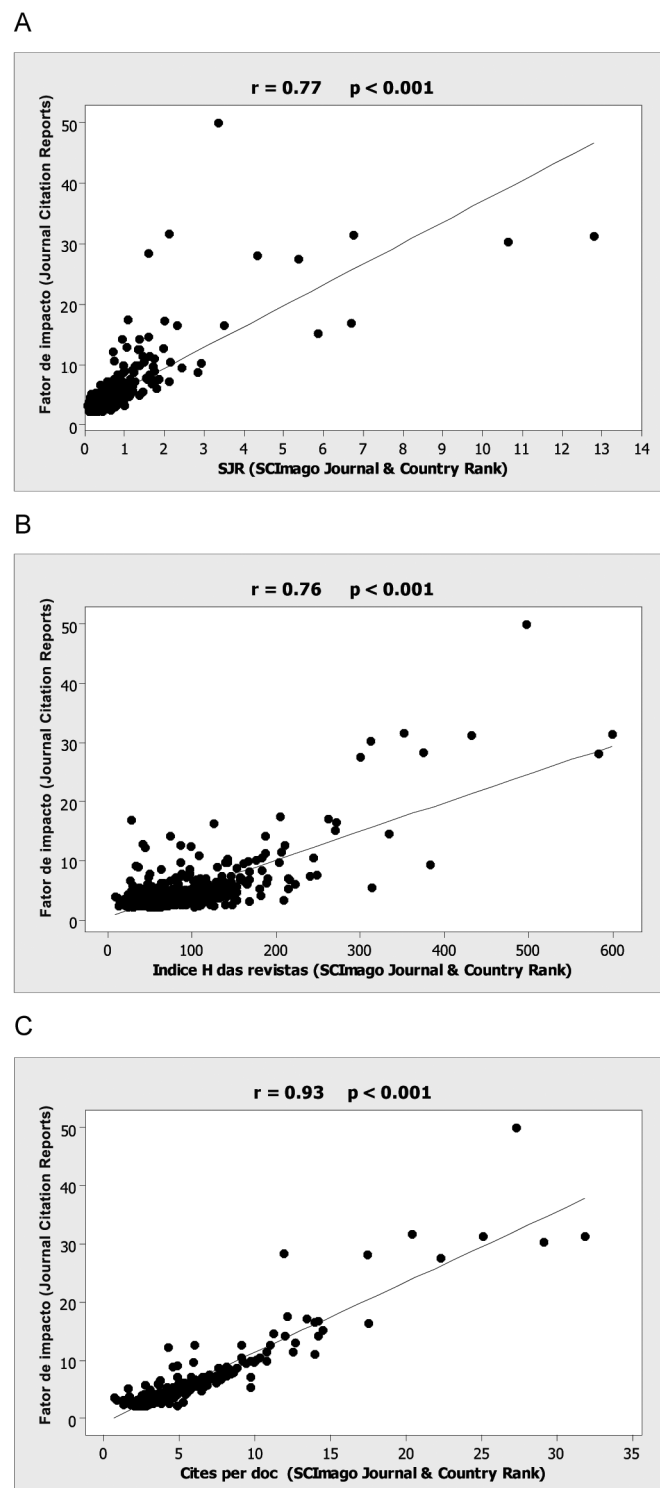 A
r = 0.77 p < 0.001
Fator de impacto (Journal Citation Reports)
50
40
30
20
10
0
0 1 2 3 4 5 6 7 8 9 10 11 12 13 14
SJR (SCImago Journal & Country Rank)
B
r = 0.76 p < 0.001
Fator de impacto (Journal Citation Reports)
50
40
30
20
10
0
0 100 200 300 400 500 600
Indice H das revistas (SCImago Journal & Country Rank)
C
r = 0.93 p < 0.001
Fator de impacto (Journal Citation Reports)
50
40
30
20
10
0
0 5 10 15 20 25 30 35
Cites per doc (SCImago Journal & Country Rank)